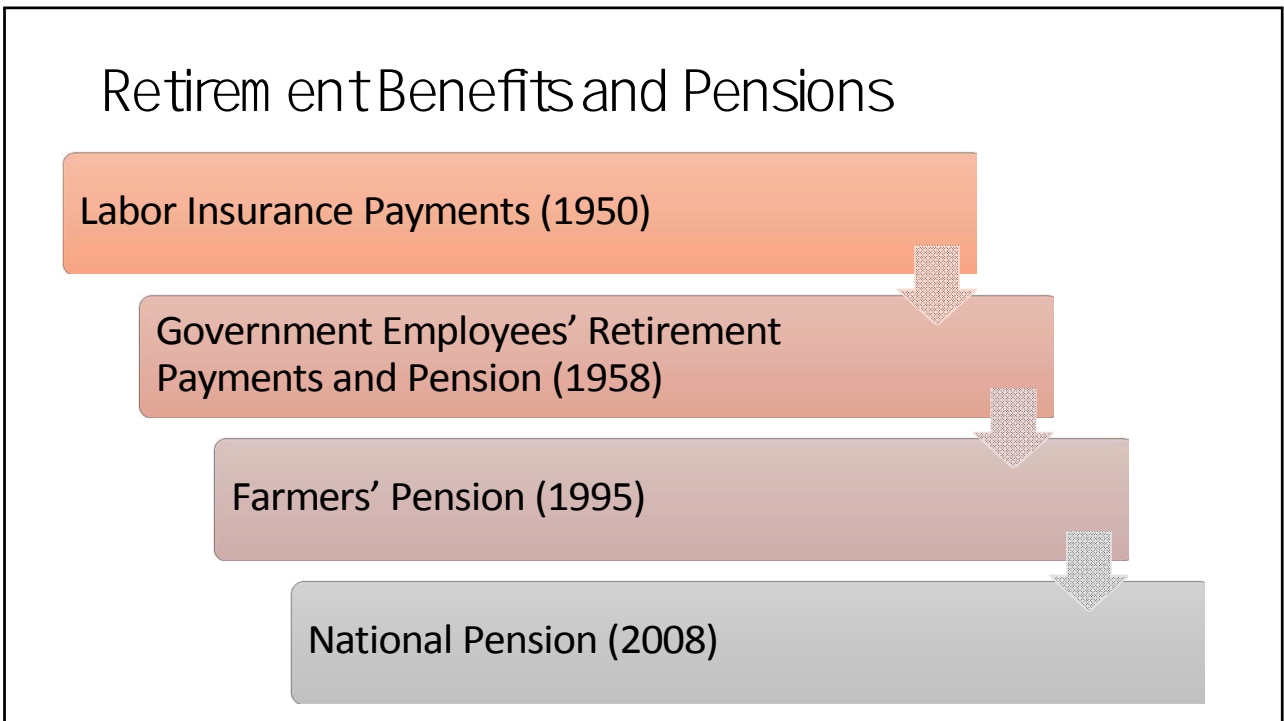 Retirement Benefits and Pensions
Labor Insurance Payments (1950)
Government Employees’ Retirement
Payments and Pension (1958)
Farmers’ Pension (1995)
National Pension (2008)